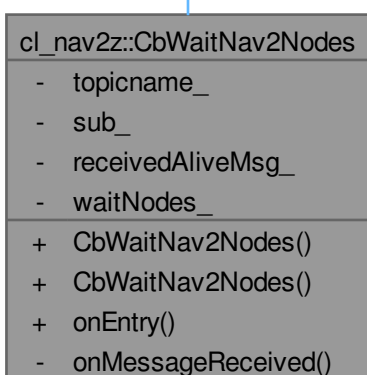 cl_nav2z::CbWaitNav2Nodes
- topicname_
- sub_
- receivedAliveMsg_
- waitNodes_
+ CbWaitNav2Nodes()
+ CbWaitNav2Nodes()
+ onEntry()
- onMessageReceived()